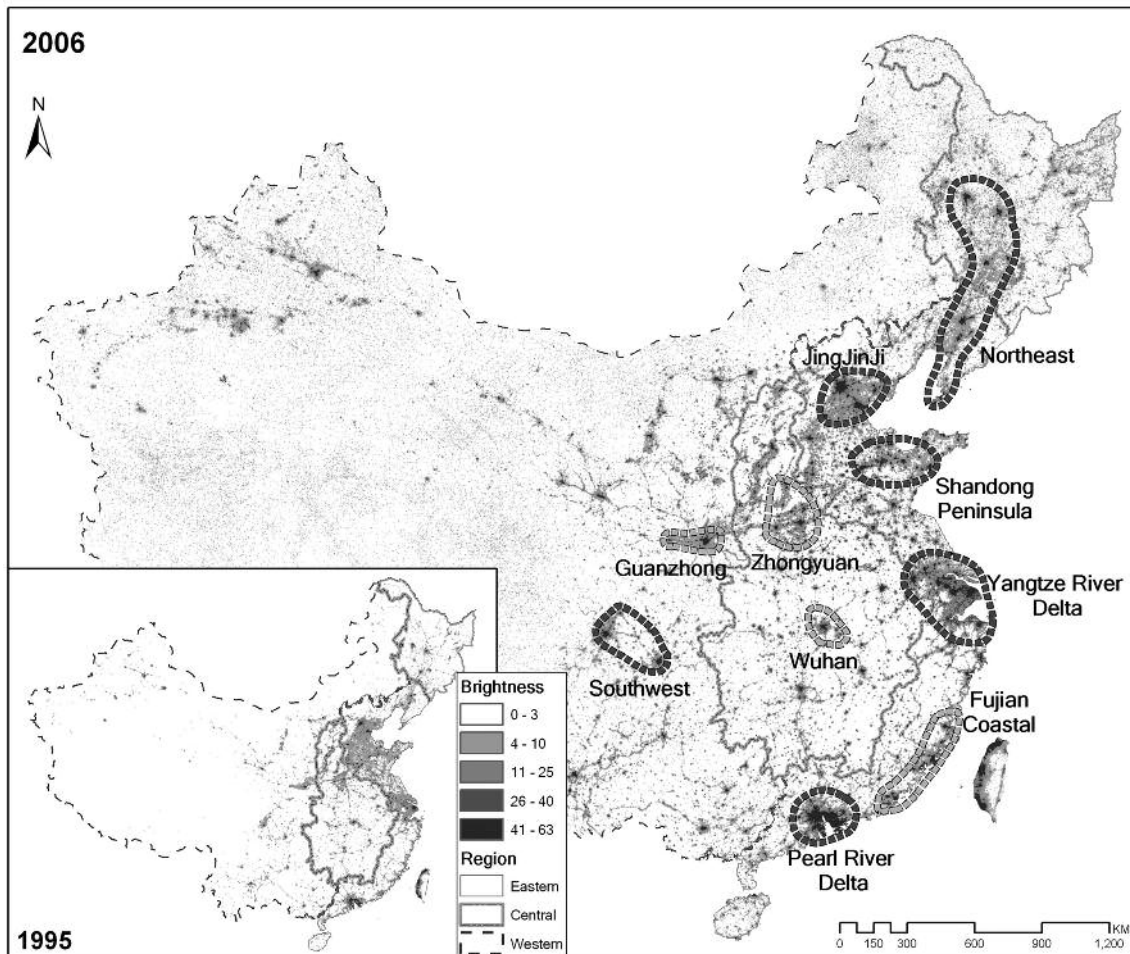 2006
N
JingJinJi
Northeast
Shandong
Peninsula
Guanzhong
Zhongyuan
Yangtze River
Delta
Wuhan
Southwest
Fujian
Coastal
Pearl River
Delta
Brightness
0 - 3
4 - 10
11 - 25
26 - 40
41 - 63
Region
Eastern
Central
Western
1995
KM
0 150 300 600 900 1,200